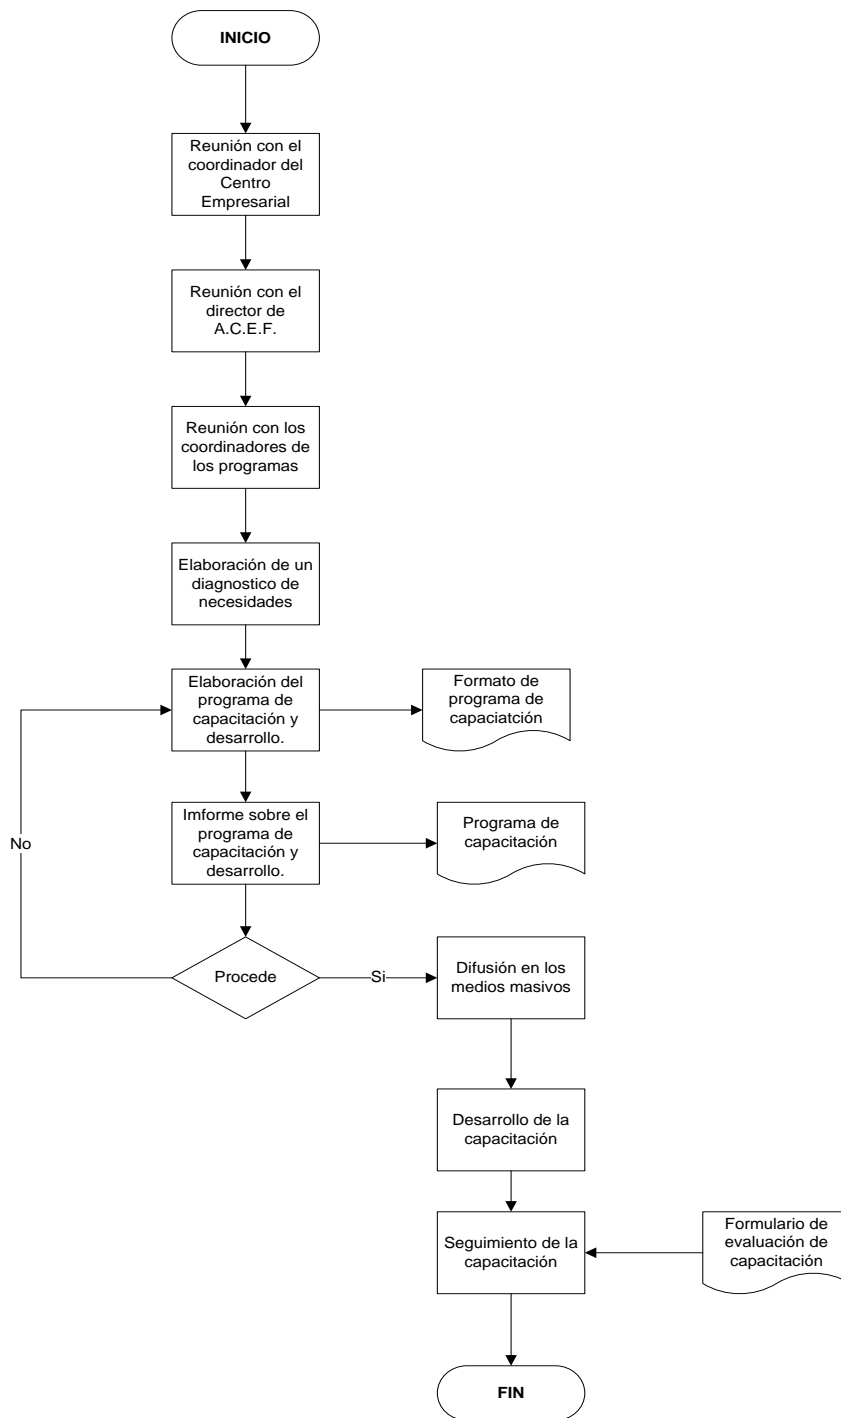 INICIO
Reunión con el
coordinador del
Centro
Empresarial
Reunión con el
director de
A.C.E.F.
Reunión con los
coordinadores de
los programas
Elaboración de un
diagnostico de
necesidades
Elaboración del
programa de
capacitación y
desarrollo.
Formato de
programa de
capaciatción
Imforme sobre el
programa de
capacitación y
desarrollo.
Programa de
capacitación
No
Procede
Si
Difusión en los
medios masivos
Desarrollo de la
capacitación
Seguimiento de la
capacitación
Formulario de
evaluación de
capacitación
FIN